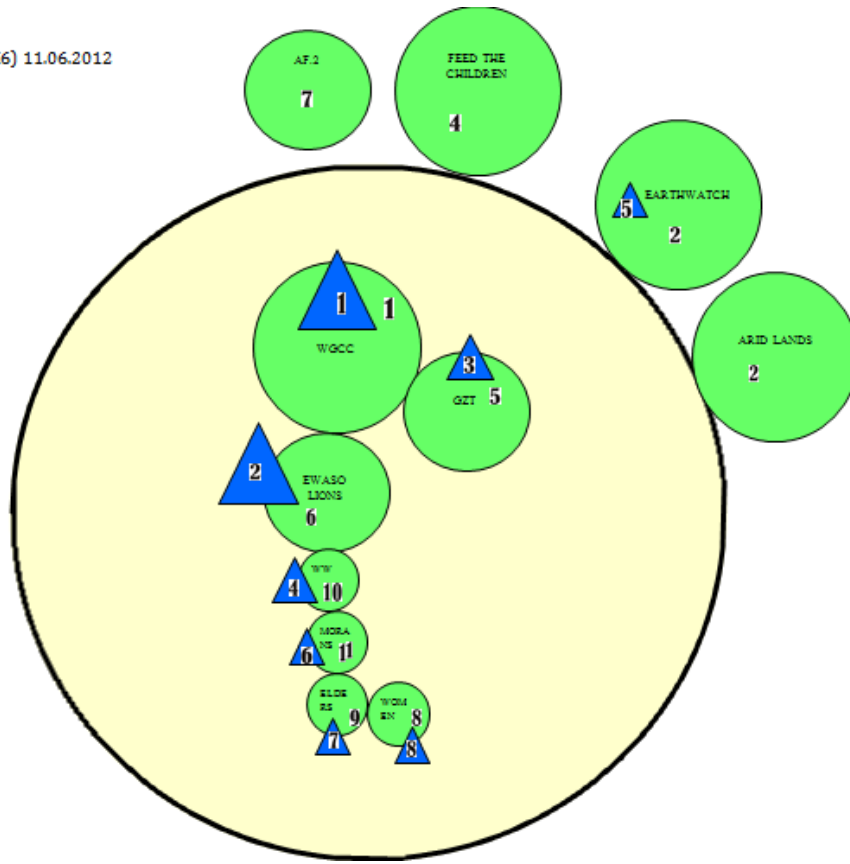 6) 11.06.2012
AF.2
7
FEED THE
CHILDREN
4
EARTHWATCH
5
2
ARID LANDS
2
1
1
WGCC
3
GZT
5
2
EWASO
LIONS
6
WW
4
10
MORA
NS
6
11
ELDE
RS
9
7
WOM
EN
8
8